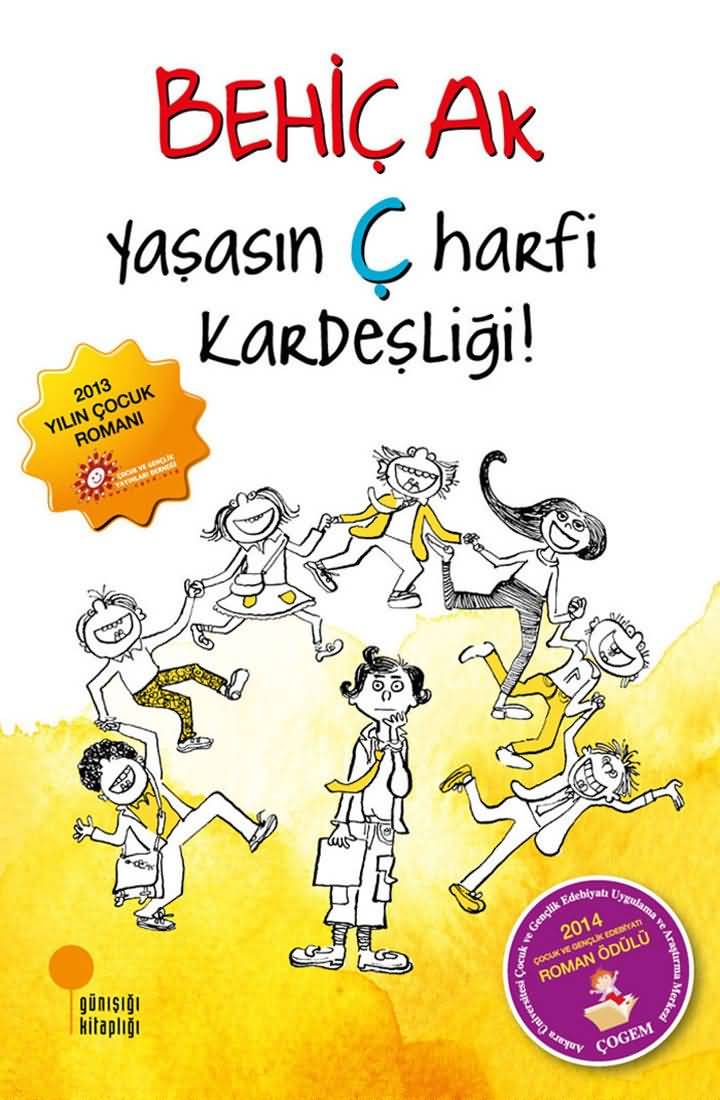 BEHİÇ AK
Yaşasın Ç harfi
Kardeşliği!
2013
YILIN ÇOCUK
ROMANI
ÇOCUK VE GENÇLİK
YAYINLARI DERNEĞİ
Ankara Üniversitesi Çocuk ve Gençlik Edebiyatı Uygulama ve Araştırma Merkezi
2014
ÇOCUK VE GENÇLİK EDEBİYATI
ROMAN ÖDÜLÜ
ÇOGEM
günışığı
kitaplığı